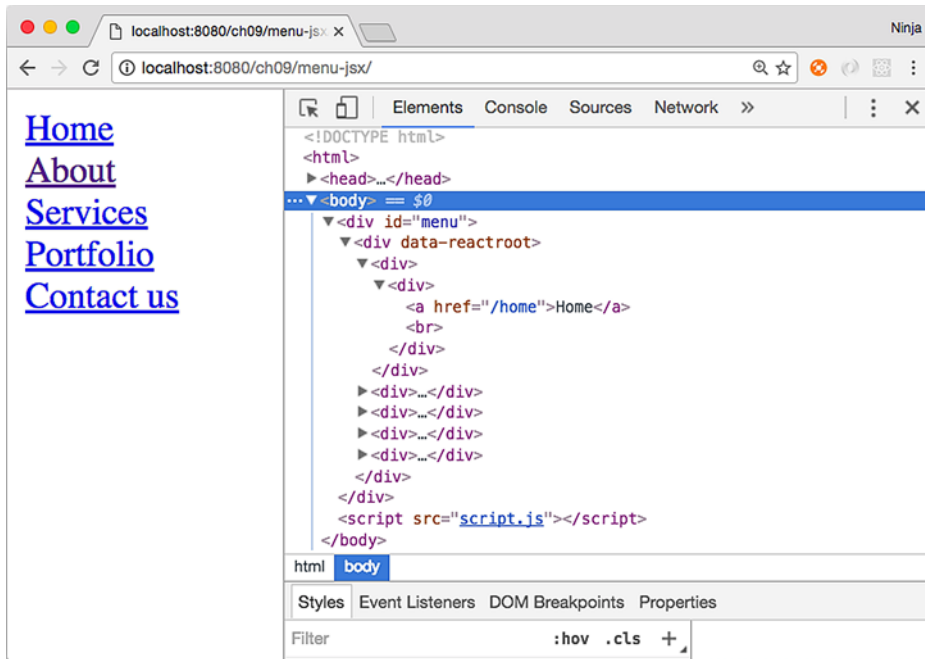 localhost:8080/ch09/menu-jsx
Ninja
localhost:8080/ch09/menu-jsx/
Home
About
Services
Portfolio
Contact us
Elements Console Sources Network »
<!DOCTYPE html>
<html>
▶<head>…</head>
…▼<body> == $0
▼<div id="menu">
▼<div data-reactroot>
▼<div>
▼<div>
<a href="/home">Home</a>
<br>
</div>
</div>
▶<div>…</div>
▶<div>…</div>
▶<div>…</div>
▶<div>…</div>
</div>
</div>
<script src="script.js"></script>
</body>
html body
Styles Event Listeners DOM Breakpoints Properties
Filter :hov .cls +